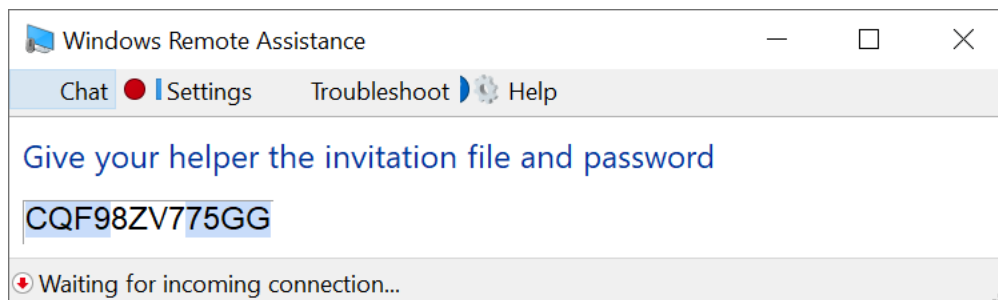 Windows Remote Assistance
Chat Settings Troubleshoot Help
Give your helper the invitation file and password
CQF98ZV775GG
Waiting for incoming connection...